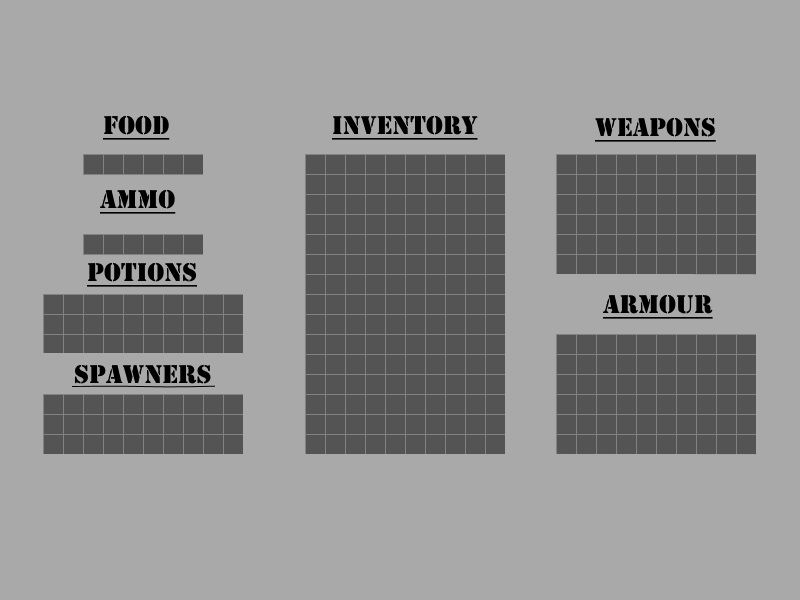 FOOD
AMMO
POTIONS
SPAWNERS
INVENTORY
WEAPONS
ARMOUR